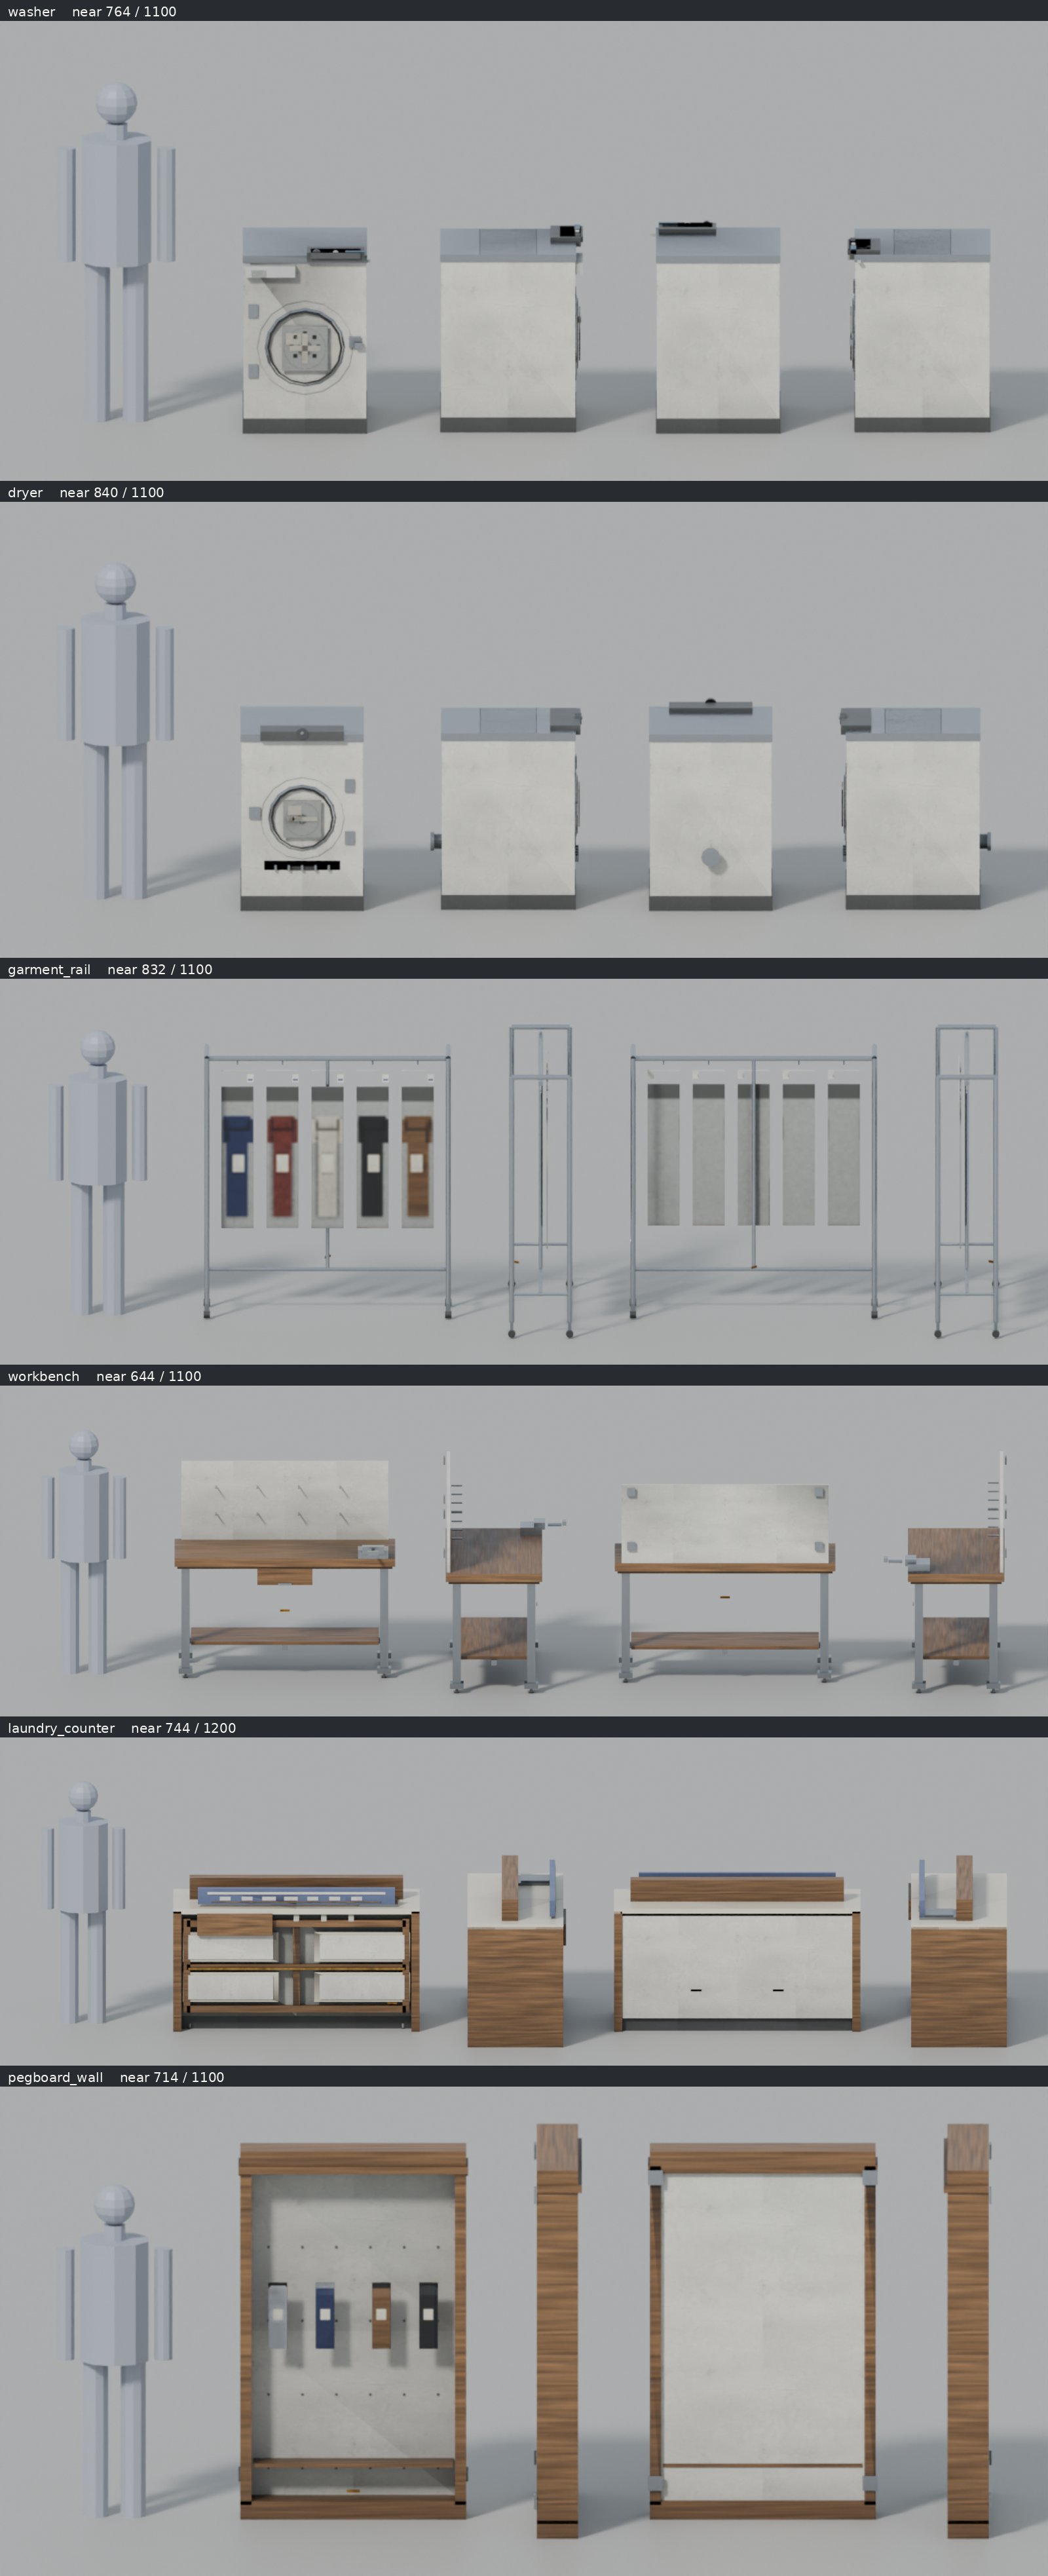 washer near 764 / 1100
dryer near 840 / 1100
garment_rail near 832 / 1100
workbench near 644 / 1100
laundry_counter near 744 / 1200
pegboard_wall near 714 / 1100